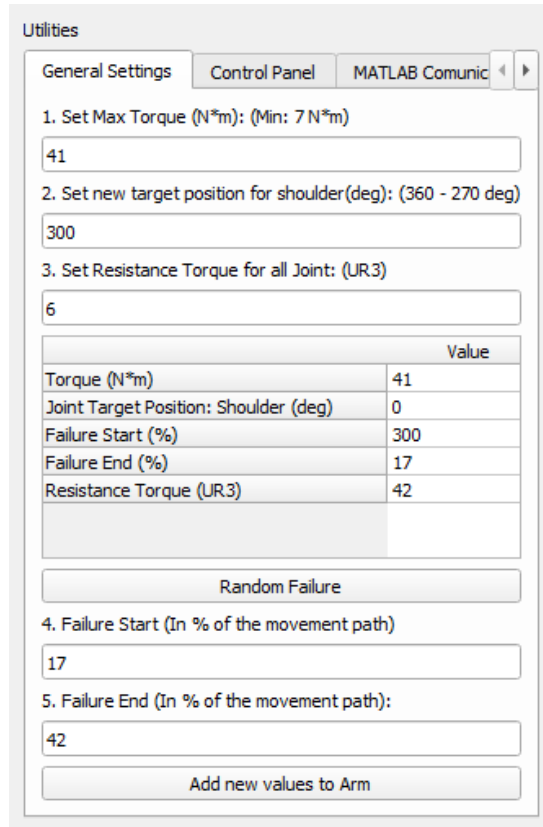 Utilities
General Settings Control Panel MATLAB Comunic
1. Set Max Torque (N*m): (Min: 7 N*m)
41
2. Set new target position for shoulder(deg): (360 - 270 deg)
300
3. Set Resistance Torque for all Joint: (UR3)
6
Value
Torque (N*m) 41
Joint Target Position: Shoulder (deg) 0
Failure Start (%) 300
Failure End (%) 17
Resistance Torque (UR3) 42
Random Failure
4. Failure Start (In % of the movement path)
17
5. Failure End (In % of the movement path):
42
Add new values to Arm